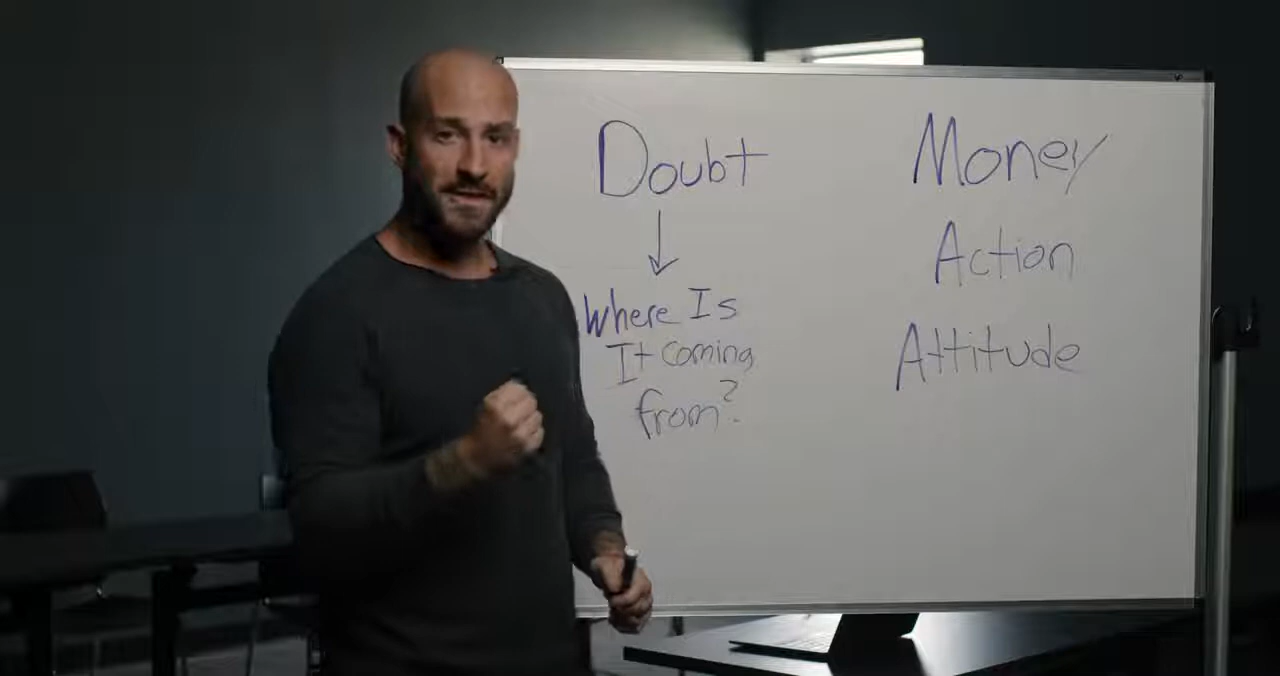 Doubt
Where Is
It coming
from?
Money
Action
Attitude